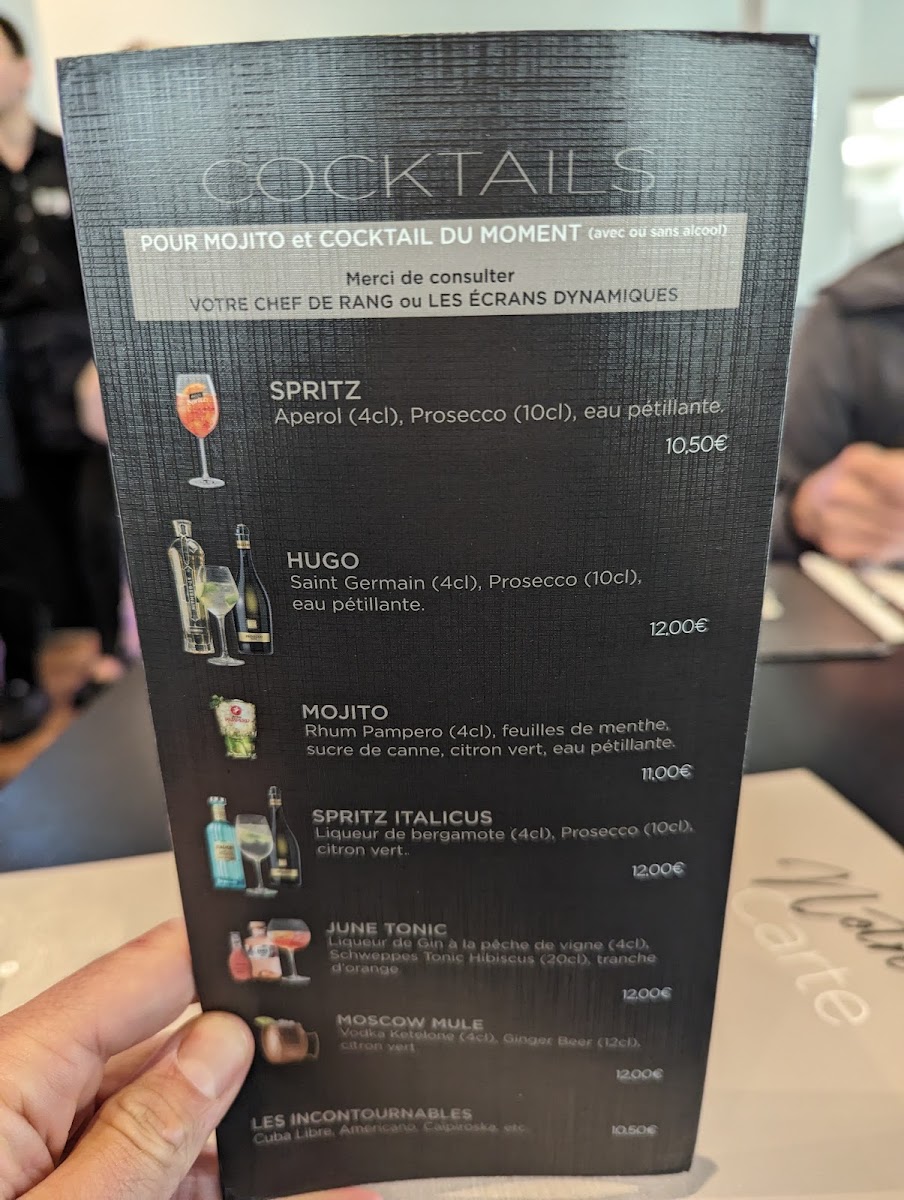 COCKTAILS
POUR MOJITO et COCKTAIL DU MOMENT (avec ou sans alcool)
Merci de consulter
VOTRE CHEF DE RANG ou LES ÉCRANS DYNAMIQUES
SPRITZ
Aperol (4cl), Prosecco (10cl), eau pétillante.
10,50€
HUGO
Saint Germain (4cl), Prosecco (10cl),
eau pétillante.
12,00€
MOJITO
Rhum Pampero (4cl), feuilles de menthe,
sucre de canne, citron vert, eau pétillante.
11,00€
SPRITZ ITALICUS
Liqueur de bergamote (4cl), Prosecco (10cl),
citron vert..
12,00€
JUNE TONIC
Liqueur de Gin à la pêche de vigne (4cl),
Schweppes Tonic Hibiscus (20cl), tranche
d'orange
12,00€
MOSCOW MULE
Vodka Ketelone (4cl), Ginger Beer (12cl),
citron vert
12,00€
LES INCONTOURNABLES
Cuba Libre, Américano, Caïpiroska, etc.
10,50€
Notre
Carte